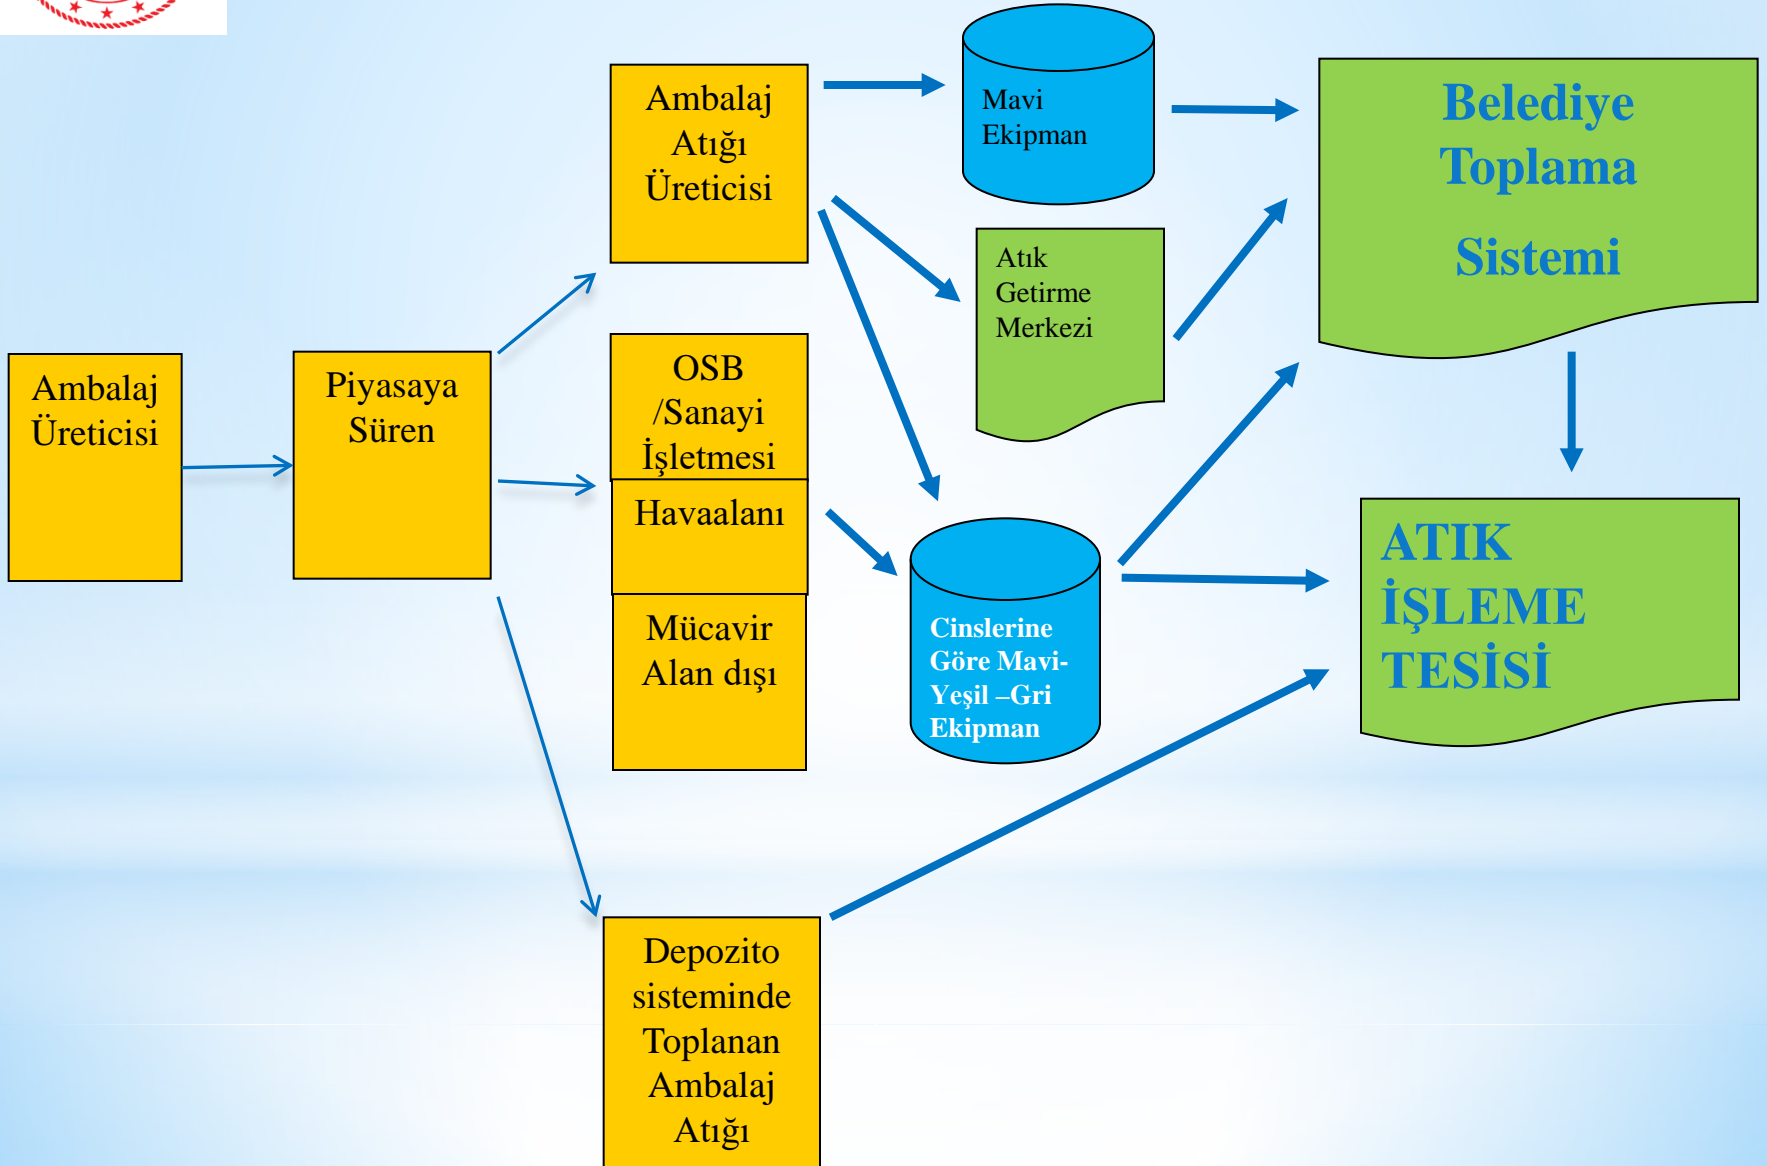 Ambalaj
Üreticisi
Piyasaya
Süren
Ambalaj
Atığı
Üreticisi
OSB
/Sanayi
İşletmesi
Havaalanı
Mücavir
Alan dışı
Depozito
sisteminde
Toplanan
Ambalaj
Atığı
Mavi
Ekipman
Atık
Getirme
Merkezi
Cinslerine
Göre Mavi-
Yeşil –Gri
Ekipman
Belediye
Toplama
Sistemi
ATIK
İŞLEME
TESİSİ